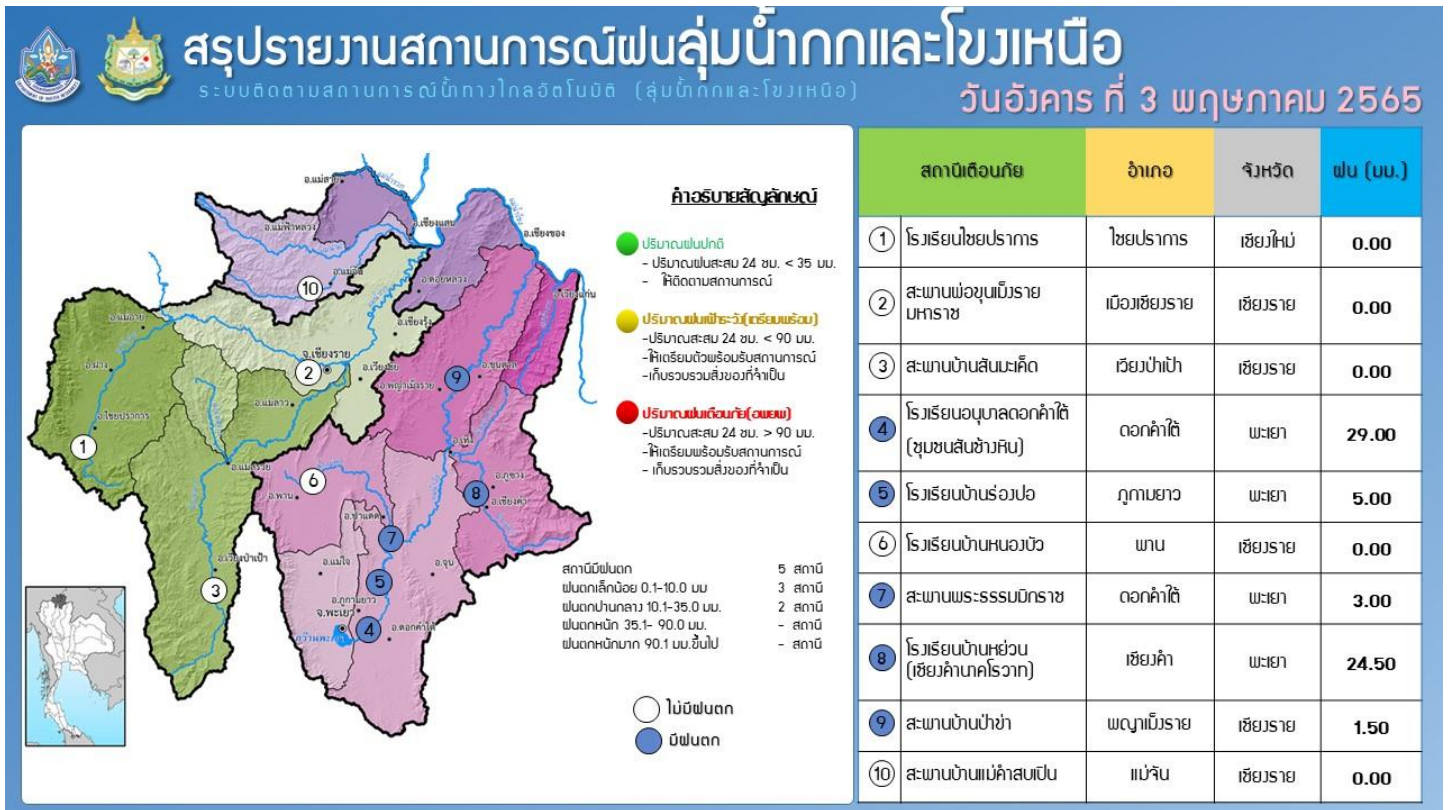 สรุปรายงานสถานการณ์ฝนลุ่มน้ำกกและโขงเหนือ
ระบบติดตามสถานการณ์น้ำทางไกลอัตโนมัติ (ลุ่มน้ำกกและโขงเหนือ)
วันอังคาร ที่ 3 พฤษภาคม 2565
อ.แม่สาย
อ.เชียงแสน
อ.แม่ฟ้าหลวง
อ.เชียงของ
อ.แม่จัน
10
อ.ดอยหลวง
อ.เวียงแก่น
อ.แม่อาย
อ.เชียงรุ้ง
อ.ฝาง
จ.เชียงราย
2
อ.เวียงชัย
อ.ขุนตาล
9
อ.พญาเม็งราย
อ.แม่ลาว
อ.ไชยปราการ
1
อ.เทิง
อ.แม่สรวย
6
อ.พาน
อ.ภูซาง
8
อ.เชียงคำ
อ.ป่าแดด
7
อ.เวียงป่าเป้า
3
อ.แม่ใจ
5
อ.จุน
อ.ภูกามยาว
จ.พะเยา
4
อ.ดอกคำใต้
กว๊านพะเยา
คำอธิบายสัญลักษณ์
ปริมาณฝนปกติ
- ปริมาณฝนสะสม 24 ชม. < 35 มม.
- ให้ติดตามสถานการณ์
ปริมาณฝนเฝ้าระวัง(เตรียมพร้อม)
-ปริมาณสะสม 24 ชม. < 90 มม.
-ให้เตรียมตัวพร้อมรับสถานการณ์
-เก็บรวบรวมสิ่งของที่จำเป็น
ปริมาณฝนเตือนภัย(อพยพ)
-ปริมาณสะสม 24 ชม. > 90 มม.
-ให้เตรียมพร้อมรับสถานการณ์
- เก็บรวบรวมสิ่งของที่จำเป็น
สถานีมีฝนตก 5 สถานี
ฝนตกเล็กน้อย 0.1-10.0 มม 3 สถานี
ฝนตกปานกลาง 10.1-35.0 มม. 2 สถานี
ฝนตกหนัก 35.1- 90.0 มม. - สถานี
ฝนตกหนักมาก 90.1 มม.ขึ้นไป - สถานี
ไม่มีฝนตก
มีฝนตก
สถานีเตือนภัย อำเภอ จังหวัด ฝน (มม.)
1 โรงเรียนไชยปราการ ไชยปราการ เชียงใหม่ 0.00
2 สะพานพ่อขุนเม็งราย
มหาราช เมืองเชียงราย เชียงราย 0.00
3 สะพานบ้านสันมะเค็ด เวียงป่าเป้า เชียงราย 0.00
4 โรงเรียนอนุบาลดอกคำใต้
(ชุมชนสันช้างหิน) ดอกคำใต้ พะเยา 29.00
5 โรงเรียนบ้านร่องปอ ภูกามยาว พะเยา 5.00
6 โรงเรียนบ้านหนองบัว พาน เชียงราย 0.00
7 สะพานพระธรรมมิกราช ดอกคำใต้ พะเยา 3.00
8 โรงเรียนบ้านหย่วน
(เชียงคำนาคโรวาท) เชียงคำ พะเยา 24.50
9 สะพานบ้านป่าข่า พญาเม็งราย เชียงราย 1.50
10 สะพานบ้านแม่คำสบเปิน แม่จัน เชียงราย 0.00